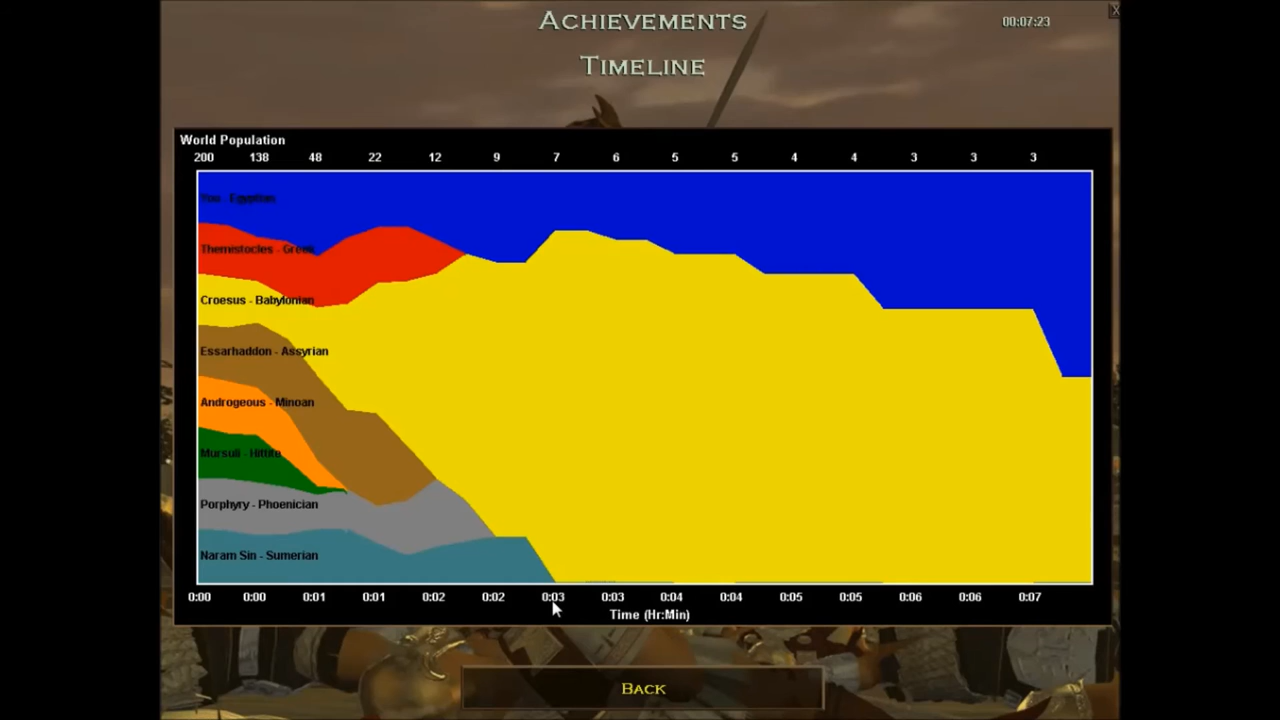 ACHIEVEMENTS
00:07:23
X
TIMELINE
World Population
200 138 48 22 12 9 7 6 5 5 4 4 3 3 3
You - Egyptian
Themistocles - Greek
Croesus - Babylonian
Essarhaddon - Assyrian
Androgeous - Minoan
Mursuli - Hittite
Porphyry - Phoenician
Naram Sin - Sumerian
0:00 0:00 0:01 0:01 0:02 0:02 0:03 0:03 0:04 0:04 0:05 0:05 0:06 0:06 0:07
Time (Hr:Min)
BACK